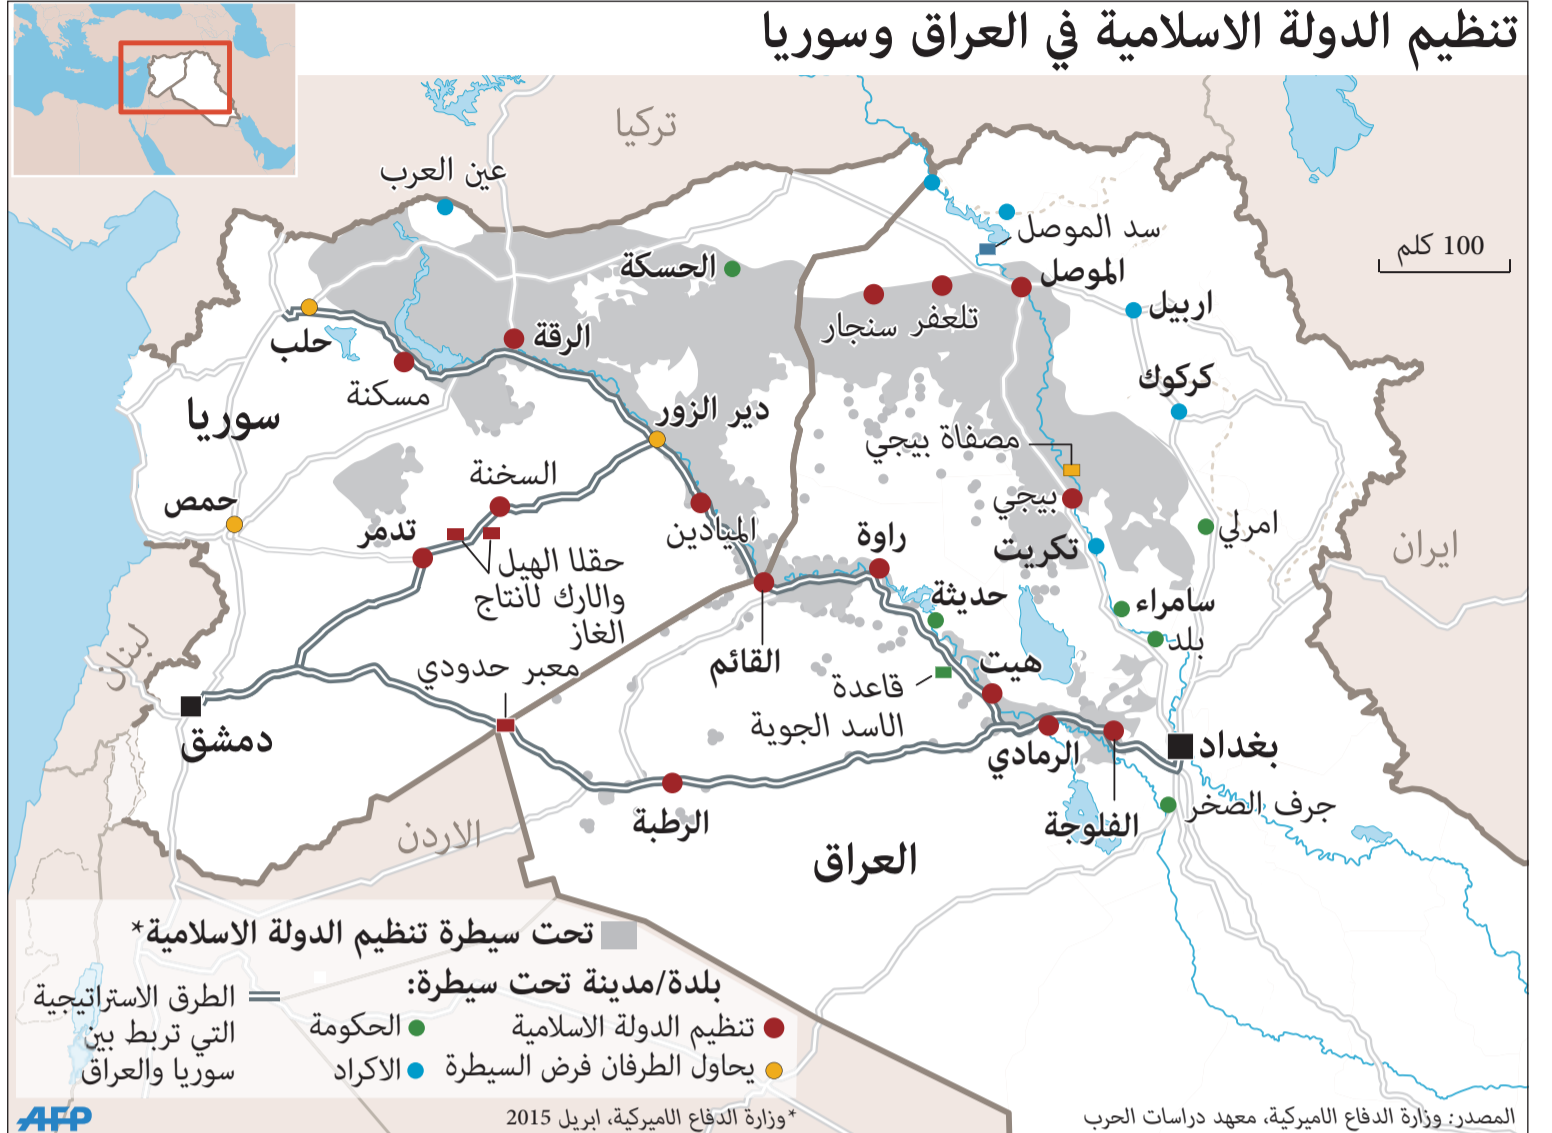 تنظيم الدولة الاسلامية في العراق وسوريا
تركيا
عين العرب
سد الموصل
الموصل
100 كلم
الحسكة
اربيل
تلعفر
سنجار
الرقة
حلب
مسكنة
كركوك
سوريا
دير الزور
مصفاة بيجي
السخنة
بيجي
حمص
الميادين
تدمر
راوة
تكريت
امرلي
ايران
حقلا الهيل
والارك لانتاج
الغاز
حديثة
سامراء
بلد
لبنان
معبر حدودي
القائم
هيت
قاعدة
الاسد الجوية
دمشق
الرمادي
بغداد
الرطبة
الفلوجة
جرف الصخر
الاردن
العراق
تحت سيطرة تنظيم الدولة الاسلامية*
بلدة/مدينة تحت سيطرة:
تنظيم الدولة الاسلامية
يحاول الطرفان فرض السيطرة
الحكومة
الاكراد
الطرق الاستراتيجية
التي تربط بين
سوريا والعراق
المصدر: وزارة الدفاع الاميركية، معهد دراسات الحرب
*وزارة الدفاع الاميركية، ابريل 2015
AFP